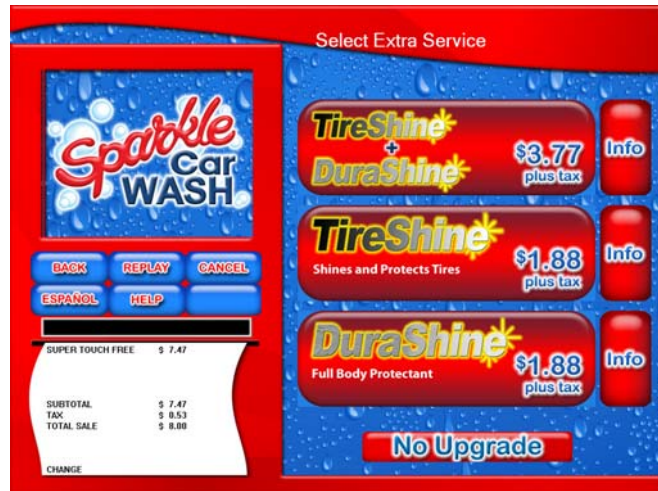 Select Extra Service
Sparkle
Car
WASH
TireShine
+
DuraShine
$3.77
plus tax
Info
TireShine
Shines and Protects Tires
$1.88
plus tax
Info
DuraShine
Full Body Protectant
$1.88
plus tax
Info
No Upgrade
BACK REPLAY CANCEL
ESPAÑOL HELP
SUPER TOUCH FREE $ 7.47
SUBTOTAL $ 7.47
TAX $ 0.53
TOTAL SALE $ 8.00
CHANGE